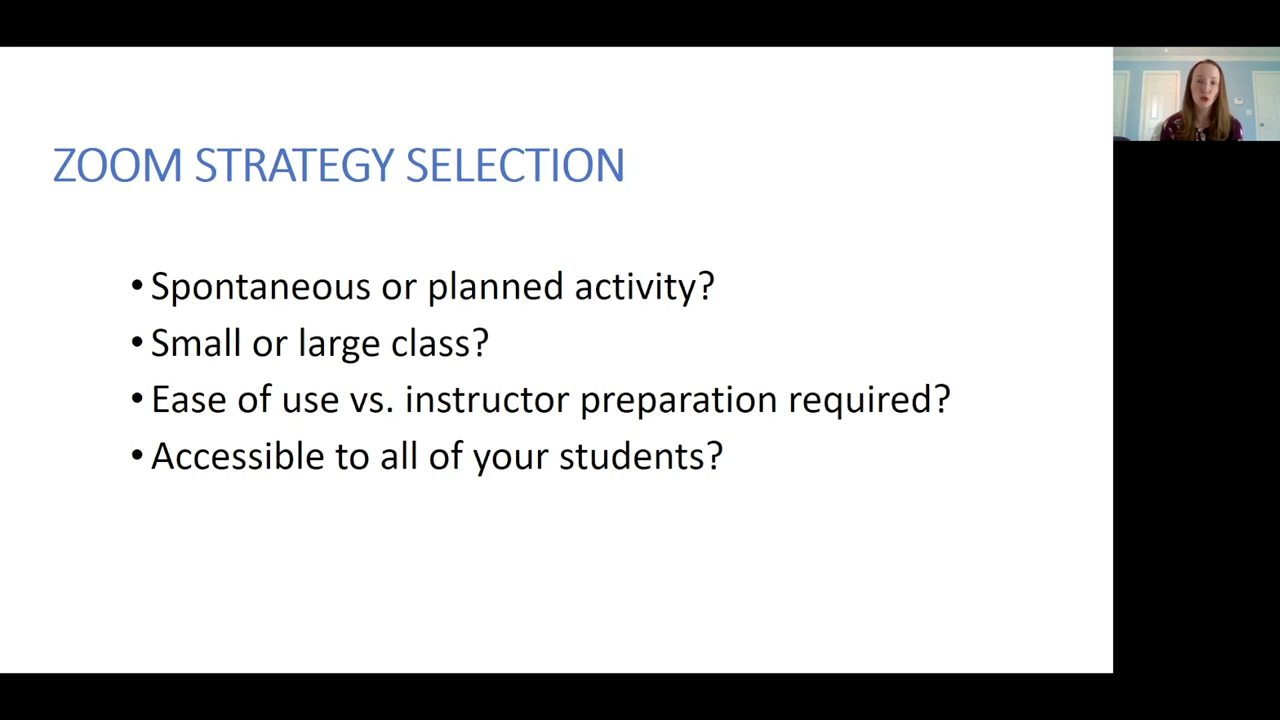 ZOOM STRATEGY SELECTION
• Spontaneous or planned activity?
• Small or large class?
• Ease of use vs. instructor preparation required?
• Accessible to all of your students?